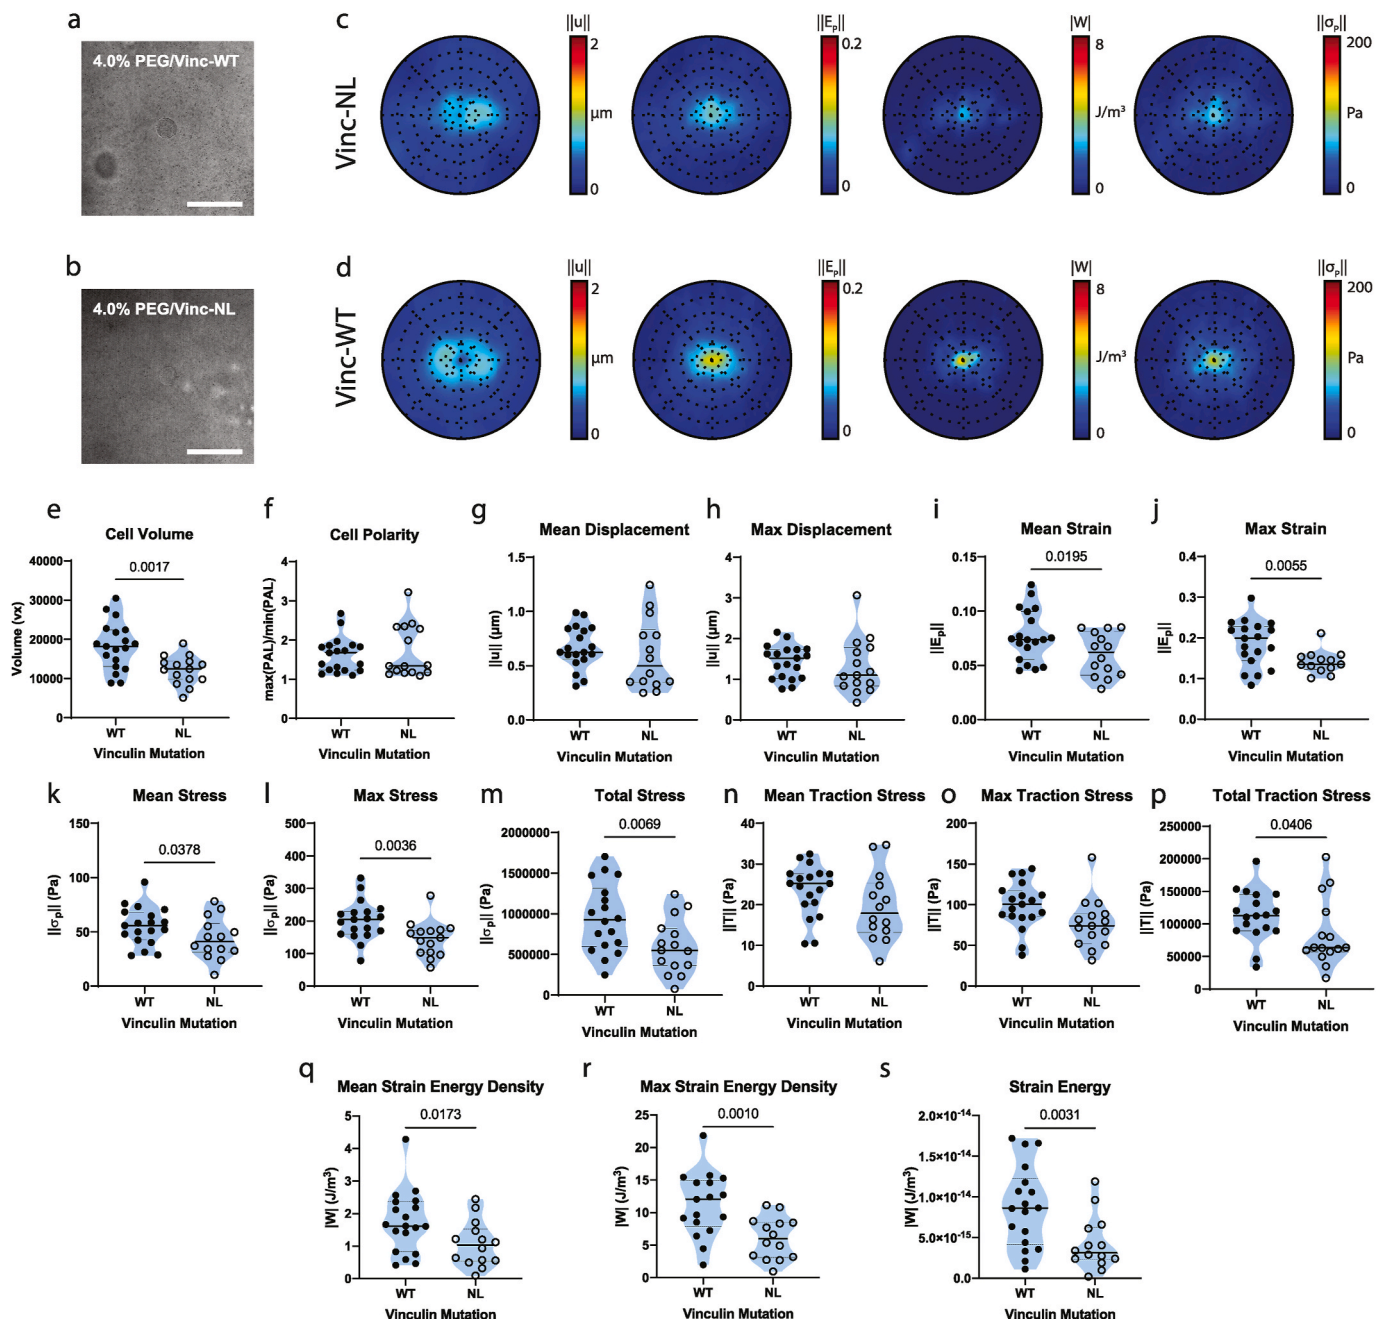 a
4.0% PEG/Vinc-WT
b
4.0% PEG/Vinc-NL
c
Vinc-NL
||u||
2
μm
0
||Eₚ||
0.2
0
|W|
8
J/m³
0
||σₚ||
200
Pa
0
d
Vinc-WT
||u||
2
μm
0
||Eₚ||
0.2
0
|W|
8
J/m³
0
||σₚ||
200
Pa
0
e
Cell Volume
0.0017
Volume (vx)
40000
30000
20000
10000
0
WT NL
Vinculin Mutation
f
Cell Polarity
max(PAL)/min(PAL)
4
3
2
1
0
WT NL
Vinculin Mutation
g
Mean Displacement
||u|| (μm)
1.5
1.0
0.5
0.0
WT NL
Vinculin Mutation
h
Max Displacement
||u|| (μm)
4
3
2
1
0
WT NL
Vinculin Mutation
i
Mean Strain
0.0195
||Eₚ||
0.15
0.10
0.05
0.00
WT NL
Vinculin Mutation
j
Max Strain
0.0055
||Eₚ||
0.4
0.3
0.2
0.1
0.0
WT NL
Vinculin Mutation
k
Mean Stress
0.0378
||σₚ|| (Pa)
150
100
50
0
WT NL
Vinculin Mutation
l
Max Stress
0.0036
||σₚ|| (Pa)
500
400
300
200
100
0
WT NL
Vinculin Mutation
m
Total Stress
0.0069
||σₚ|| (Pa)
2000000
1500000
1000000
500000
0
WT NL
Vinculin Mutation
n
Mean Traction Stress
||T|| (Pa)
40
30
20
10
0
WT NL
Vinculin Mutation
o
Max Traction Stress
||T|| (Pa)
200
150
100
50
0
WT NL
Vinculin Mutation
p
Total Traction Stress
0.0406
||T|| (Pa)
250000
200000
150000
100000
50000
0
WT NL
Vinculin Mutation
q
Mean Strain Energy Density
0.0173
|W| (J/m³)
5
4
3
2
1
0
WT NL
Vinculin Mutation
r
Max Strain Energy Density
0.0010
|W| (J/m³)
25
20
15
10
5
0
WT NL
Vinculin Mutation
s
Strain Energy
0.0031
|W| (J/m³)
2.0×10⁻¹⁴
1.5×10⁻¹⁴
1.0×10⁻¹⁴
5.0×10⁻¹⁵
0.0
WT NL
Vinculin Mutation